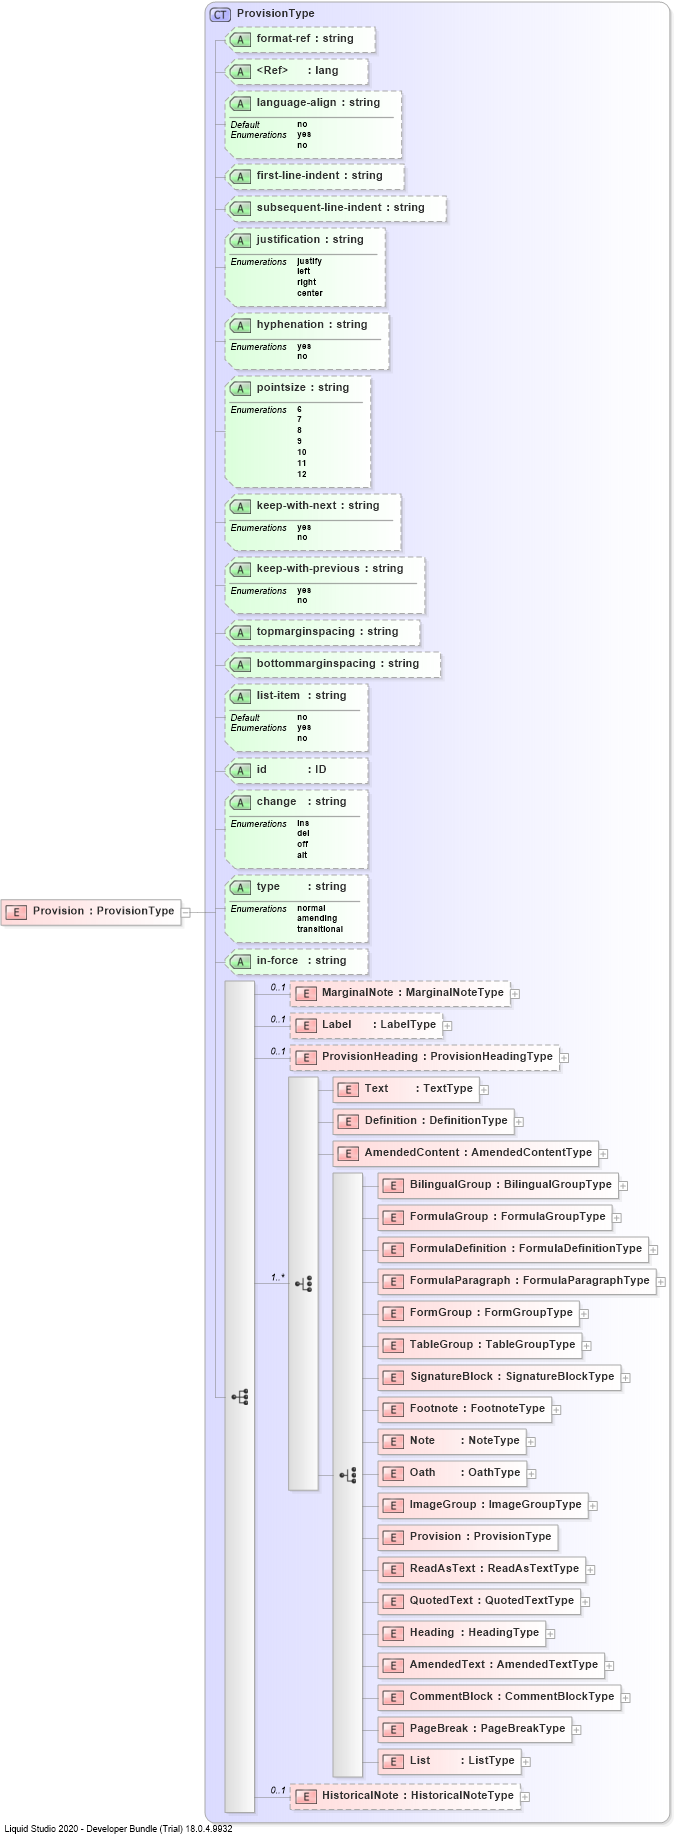 CT ProvisionType
A format-ref : string
A <Ref> : lang
A language-align : string
Default no
Enumerations yes
no
A first-line-indent : string
A subsequent-line-indent : string
A justification : string
Enumerations justify
left
right
center
A hyphenation : string
Enumerations yes
no
A pointsize : string
Enumerations 6
7
8
9
10
11
12
A keep-with-next : string
Enumerations yes
no
A keep-with-previous : string
Enumerations yes
no
A topmarginspacing : string
A bottommarginspacing : string
A list-item : string
Default no
Enumerations yes
no
A id : ID
A change : string
Enumerations ins
del
off
alt
A type : string
Enumerations normal
amending
transitional
E Provision : ProvisionType
A in-force : string
0..1 E MarginalNote : MarginalNoteType
0..1 E Label : LabelType
0..1 E ProvisionHeading : ProvisionHeadingType
E Text : TextType
E Definition : DefinitionType
E AmendedContent : AmendedContentType
E BilingualGroup : BilingualGroupType
E FormulaGroup : FormulaGroupType
E FormulaDefinition : FormulaDefinitionType
1..* E FormulaParagraph : FormulaParagraphType
E FormGroup : FormGroupType
E TableGroup : TableGroupType
E SignatureBlock : SignatureBlockType
E Footnote : FootnoteType
E Note : NoteType
E Oath : OathType
E ImageGroup : ImageGroupType
E Provision : ProvisionType
E ReadAsText : ReadAsTextType
E QuotedText : QuotedTextType
E Heading : HeadingType
E AmendedText : AmendedTextType
E CommentBlock : CommentBlockType
E PageBreak : PageBreakType
E List : ListType
0..1 E HistoricalNote : HistoricalNoteType
Liquid Studio 2020 - Developer Bundle (Trial) 18.0.4.9932